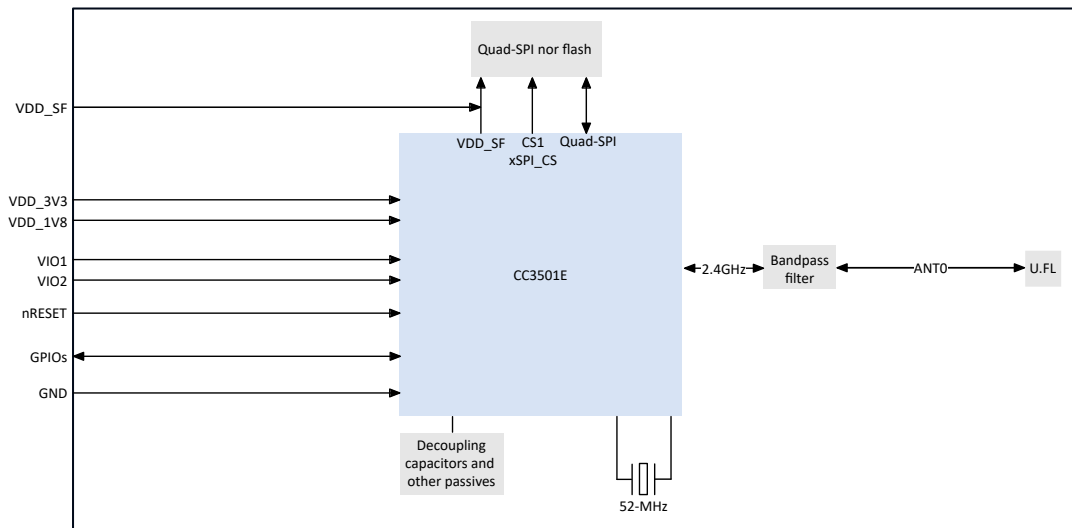 Quad-SPI nor flash
VDD_SF
VDD_SF
CS1
xSPI_CS
Quad-SPI
VDD_3V3
VDD_1V8
VIO1
VIO2
nRESET
GPIOs
GND
CC3501E
2.4GHz
Bandpass
filter
ANT0
U.FL
Decoupling
capacitors and
other passives
52-MHz